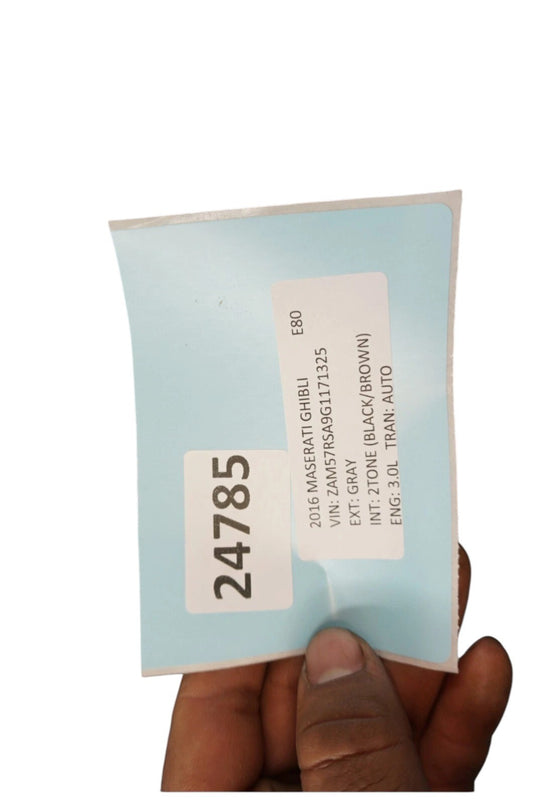 24785
2016 MASERATI GHIBLI E80
VIN: ZAM57RSA9G1171325
EXT: GRAY
INT: 2TONE (BLACK/BROWN)
ENG: 3.0L TRAN: AUTO